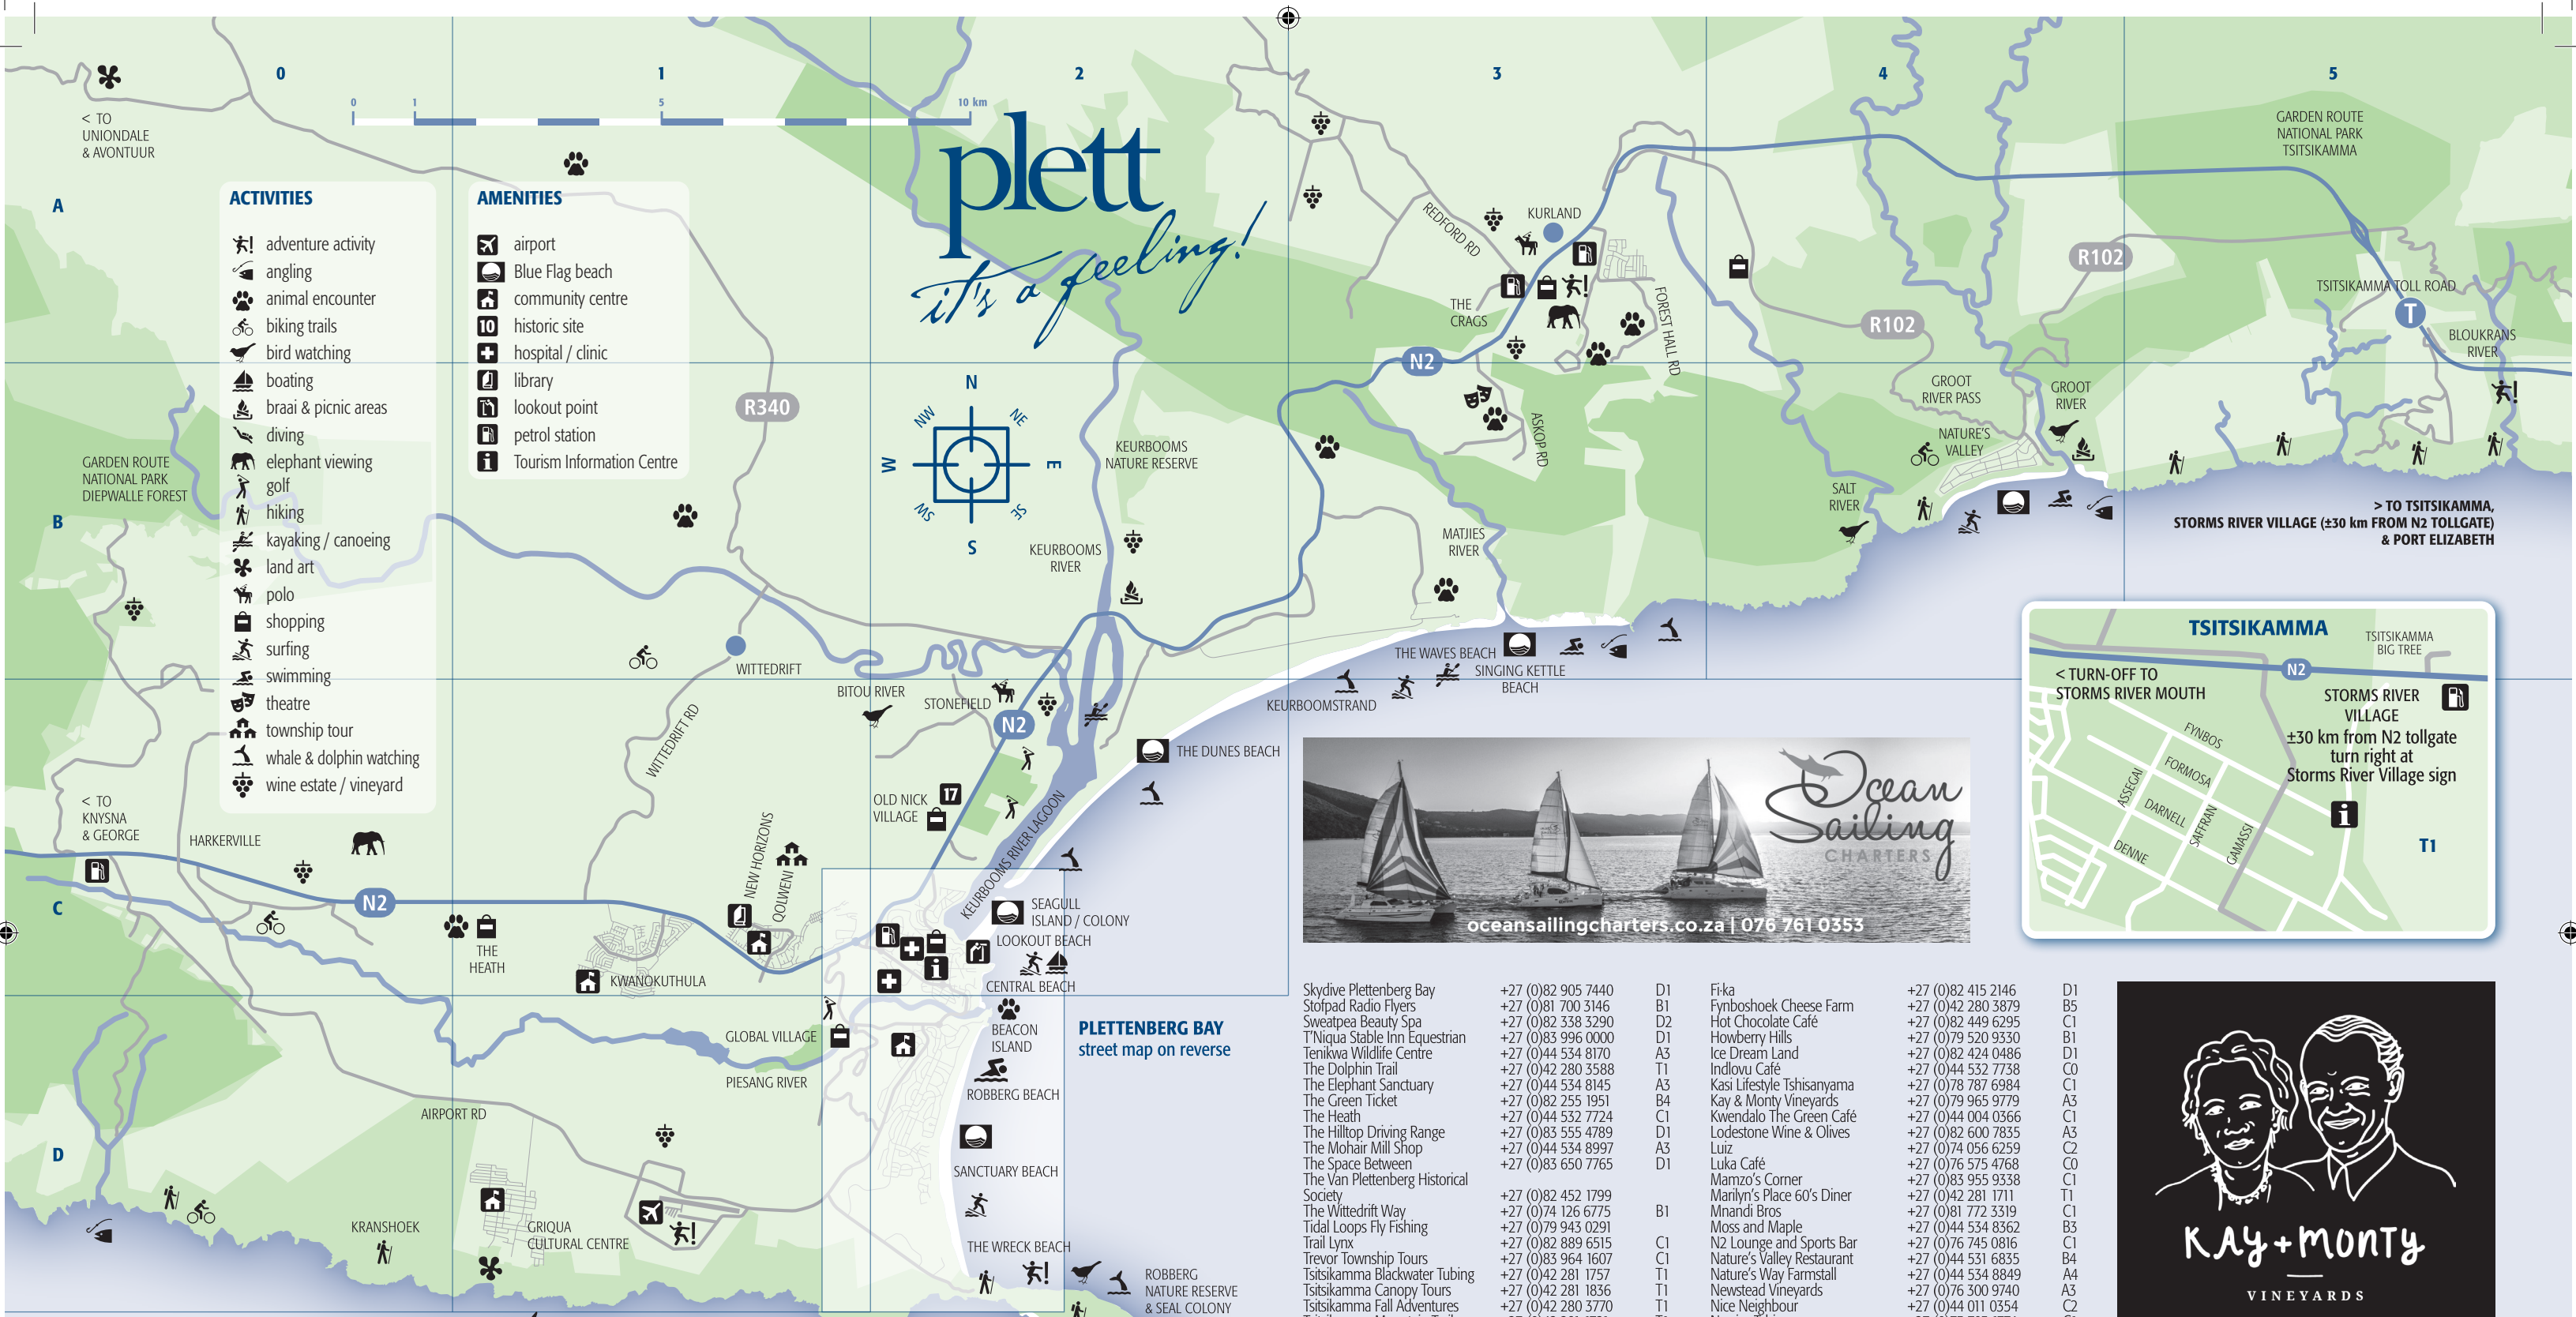 0
1
2
3
4
5
0
1
5
10 km
< TO
UNIONDALE
& AVONTUUR
plett
it's a feeling!
A
B
C
D
ACTIVITIES
adventure activity
angling
animal encounter
biking trails
bird watching
boating
braai & picnic areas
diving
elephant viewing
golf
hiking
kayaking / canoeing
land art
polo
shopping
surfing
swimming
theatre
township tour
whale & dolphin watching
wine estate / vineyard
AMENITIES
airport
Blue Flag beach
community centre
10 historic site
hospital / clinic
library
lookout point
petrol station
i Tourism Information Centre
N
NE
E
SE
S
SW
W
NW
GARDEN ROUTE
NATIONAL PARK
TSITSIKAMMA
REDFORD RD
KURLAND
THE
CRAGS
FOREST HALL RD
R102
R102
TSITSIKAMMA TOLL ROAD
T
BLOUKRANS
RIVER
N2
R340
GARDEN ROUTE
NATIONAL PARK
DIEPWALLE FOREST
KEURBOOMS
NATURE RESERVE
ASKOP RD
GROOT
RIVER PASS
GROOT
RIVER
NATURE'S
VALLEY
SALT
RIVER
MATJIES
RIVER
KEURBOOMS
RIVER
> TO TSITSIKAMMA,
STORMS RIVER VILLAGE (±30 km FROM N2 TOLLGATE)
& PORT ELIZABETH
WITTEDRIFT
WITTEDRIFT RD
BITOU RIVER
STONEFIELD
N2
THE WAVES BEACH
SINGING KETTLE
BEACH
KEURBOOMSTRAND
THE DUNES BEACH
OLD NICK
VILLAGE
17
KEURBOOMS RIVER LAGOON
< TO
KNYSNA
& GEORGE
HARKERVILLE
N2
THE
HEATH
NEW HORIZONS
QOLWENI
KWANOKUTHULA
i
SEAGULL
ISLAND / COLONY
LOOKOUT BEACH
CENTRAL BEACH
BEACON
ISLAND
ROBBERG BEACH
SANCTUARY BEACH
THE WRECK BEACH
ROBBERG
NATURE RESERVE
& SEAL COLONY
PLETTENBERG BAY
street map on reverse
GLOBAL VILLAGE
PIESANG RIVER
AIRPORT RD
KRANSHOEK
GRIQUA
CULTURAL CENTRE
Ocean
Sailing
CHARTERS
oceansailingcharters.co.za | 076 761 0353
TSITSIKAMMA
TSITSIKAMMA
BIG TREE
N2
< TURN-OFF TO
STORMS RIVER MOUTH
STORMS RIVER
VILLAGE
±30 km from N2 tollgate
turn right at
Storms River Village sign
FYNBOS
FORMOSA
ASSEGAI
DARNELL
SAFFRAN
GAMASSI
DENNE
i
T1
Skydive Plettenberg Bay +27 (0)82 905 7440 D1
Stofpad Radio Flyers +27 (0)81 700 3146 B1
Sweatpea Beauty Spa +27 (0)82 338 3290 D2
T'Niqua Stable Inn Equestrian +27 (0)83 996 0000 D1
Tenikwa Wildlife Centre +27 (0)44 534 8170 A3
The Dolphin Trail +27 (0)42 280 3588 T1
The Elephant Sanctuary +27 (0)44 534 8145 A3
The Green Ticket +27 (0)82 255 1951 B4
The Heath +27 (0)44 532 7724 C1
The Hilltop Driving Range +27 (0)83 555 4789 D1
The Mohair Mill Shop +27 (0)44 534 8997 A3
The Space Between +27 (0)83 650 7765 D1
The Van Plettenberg Historical
Society +27 (0)82 452 1799
The Wittedrift Way +27 (0)74 126 6775 B1
Tidal Loops Fly Fishing +27 (0)79 943 0291
Trail Lynx +27 (0)82 889 6515 C1
Trevor Township Tours +27 (0)83 964 1607 C1
Tsitsikamma Blackwater Tubing +27 (0)42 281 1757 T1
Tsitsikamma Canopy Tours +27 (0)42 281 1836 T1
Tsitsikamma Fall Adventures +27 (0)42 280 3770 T1
Fi·ka +27 (0)82 415 2146 D1
Fynboshoek Cheese Farm +27 (0)42 280 3879 B5
Hot Chocolate Café +27 (0)82 449 6295 C1
Howberry Hills +27 (0)79 520 9330 B1
Ice Dream Land +27 (0)82 424 0486 D1
Indlovu Café +27 (0)44 532 7738 C0
Kasi Lifestyle Tshisanyama +27 (0)78 787 6984 C1
Kay & Monty Vineyards +27 (0)79 965 9779 A3
Kwendalo The Green Café +27 (0)44 004 0366 C1
Lodestone Wine & Olives +27 (0)82 600 7835 A3
Luiz +27 (0)74 056 6259 C2
Luka Café +27 (0)76 575 4768 C0
Mamzo's Corner +27 (0)83 955 9338 C1
Marilyn's Place 60's Diner +27 (0)42 281 1711 T1
Mnandi Bros +27 (0)81 772 3319 C1
Moss and Maple +27 (0)44 534 8362 B3
N2 Lounge and Sports Bar +27 (0)76 745 0816 C1
Nature's Valley Restaurant +27 (0)44 531 6835 B4
Nature's Way Farmstall +27 (0)44 534 8849 A4
Newstead Vineyards +27 (0)76 300 9740 A3
Nice Neighbour +27 (0)44 011 0354 C2
KAY + MONTY
VINEYARDS